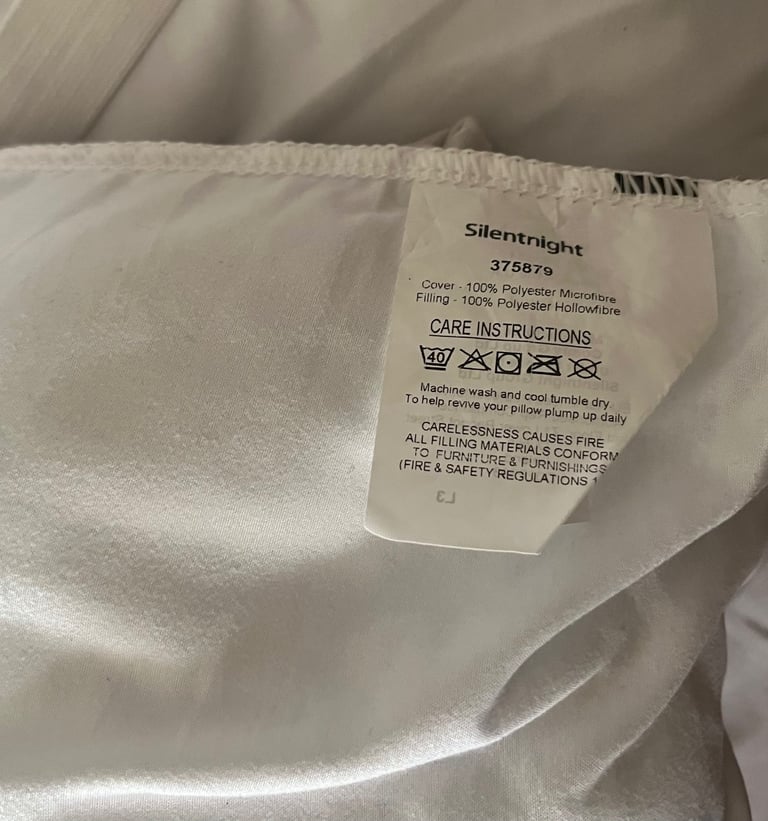 Silentnight
375879
Cover - 100% Polyester Microfibre
Filling - 100% Polyester Hollowfibre
CARE INSTRUCTIONS
40
Machine wash and cool tumble dry.
To help revive your pillow plump up daily
CARELESSNESS CAUSES FIRE
ALL FILLING MATERIALS CONFORM
TO FURNITURE & FURNISHINGS
(FIRE & SAFETY REGULATIONS 1
L3